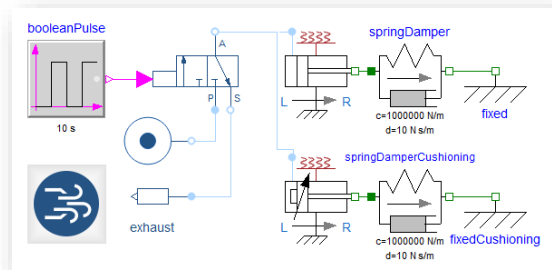 booleanPulse
10 s
A
P
S
exhaust
L
R
springDamper
c=1000000 N/m
d=10 N s/m
fixed
L
R
springDamperCushioning
c=1000000 N/m
d=10 N s/m
fixedCushioning